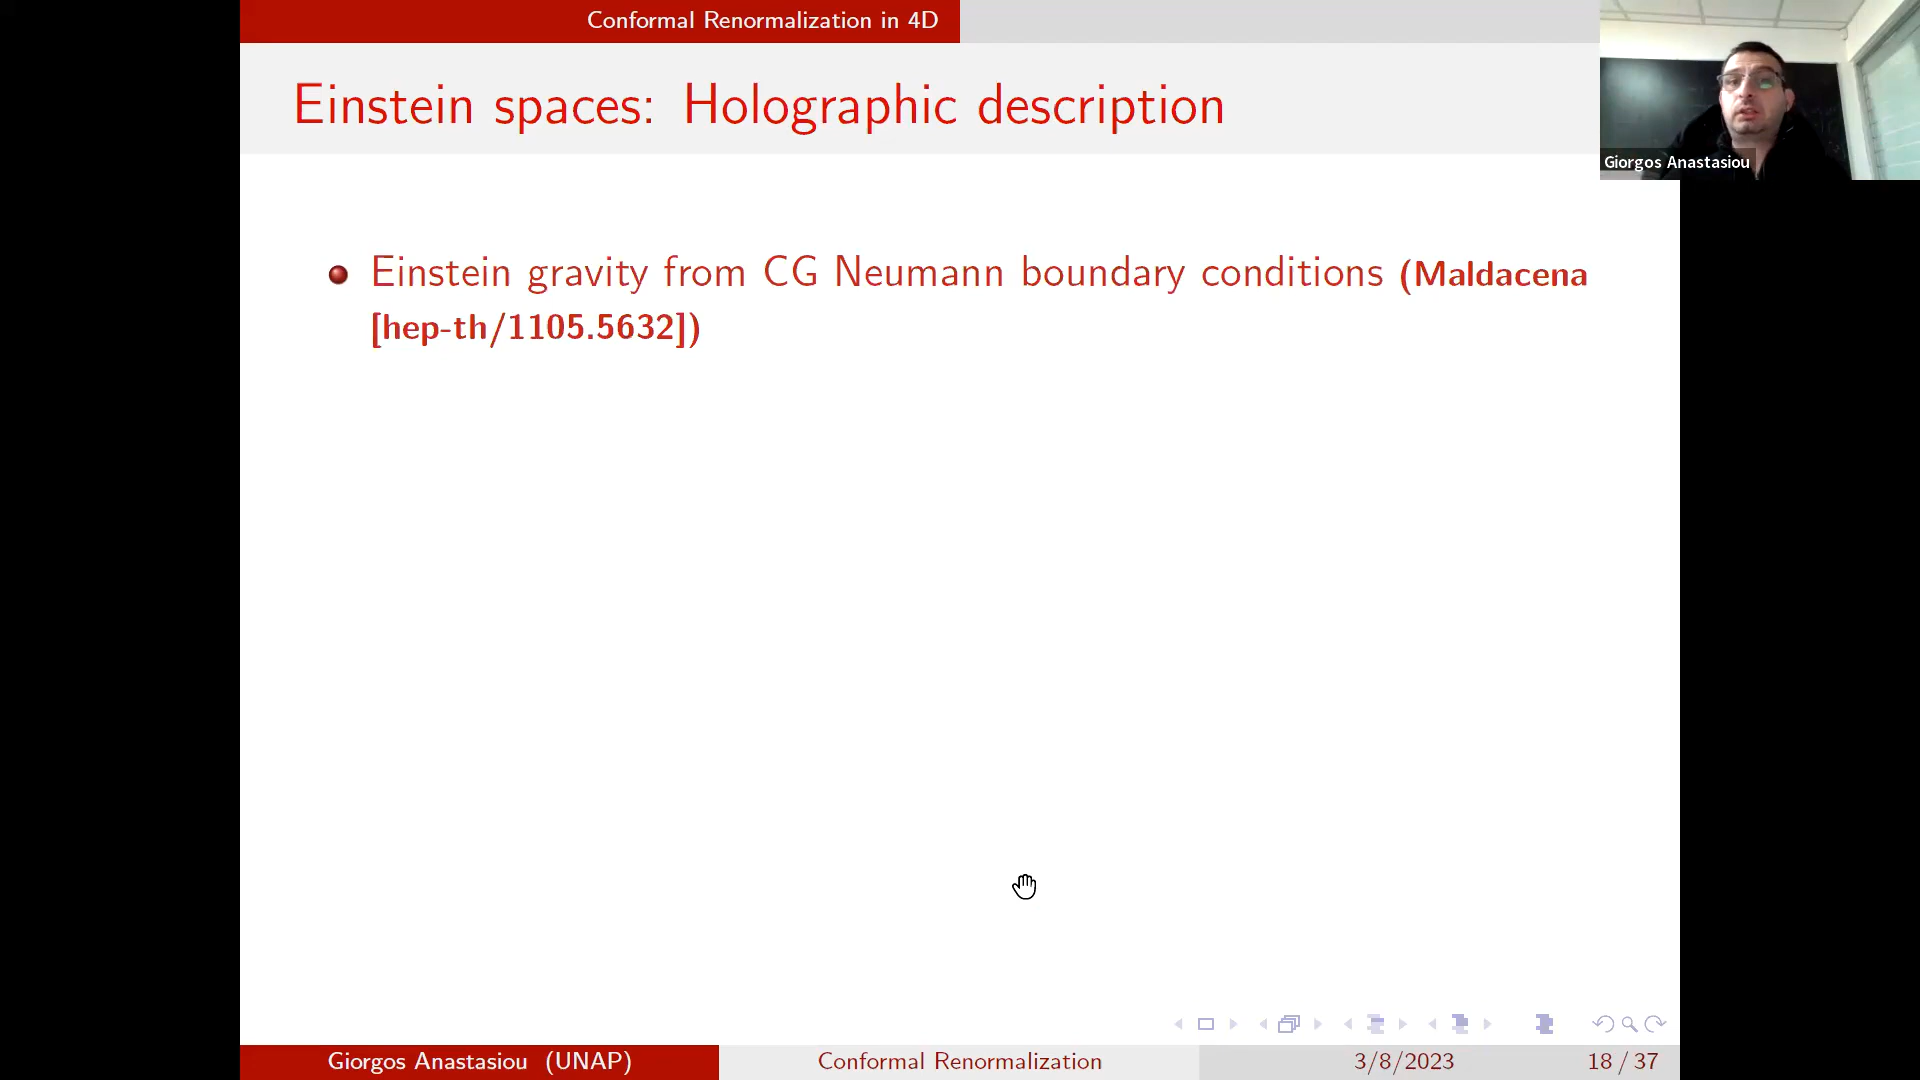 Conformal Renormalization in 4D
Einstein spaces: Holographic description
Giorgos Anastasiou
Einstein gravity from CG Neumann boundary conditions (Maldacena
[hep-th/1105.5632])
Giorgos Anastasiou (UNAP)
Conformal Renormalization
3/8/2023
18 / 37